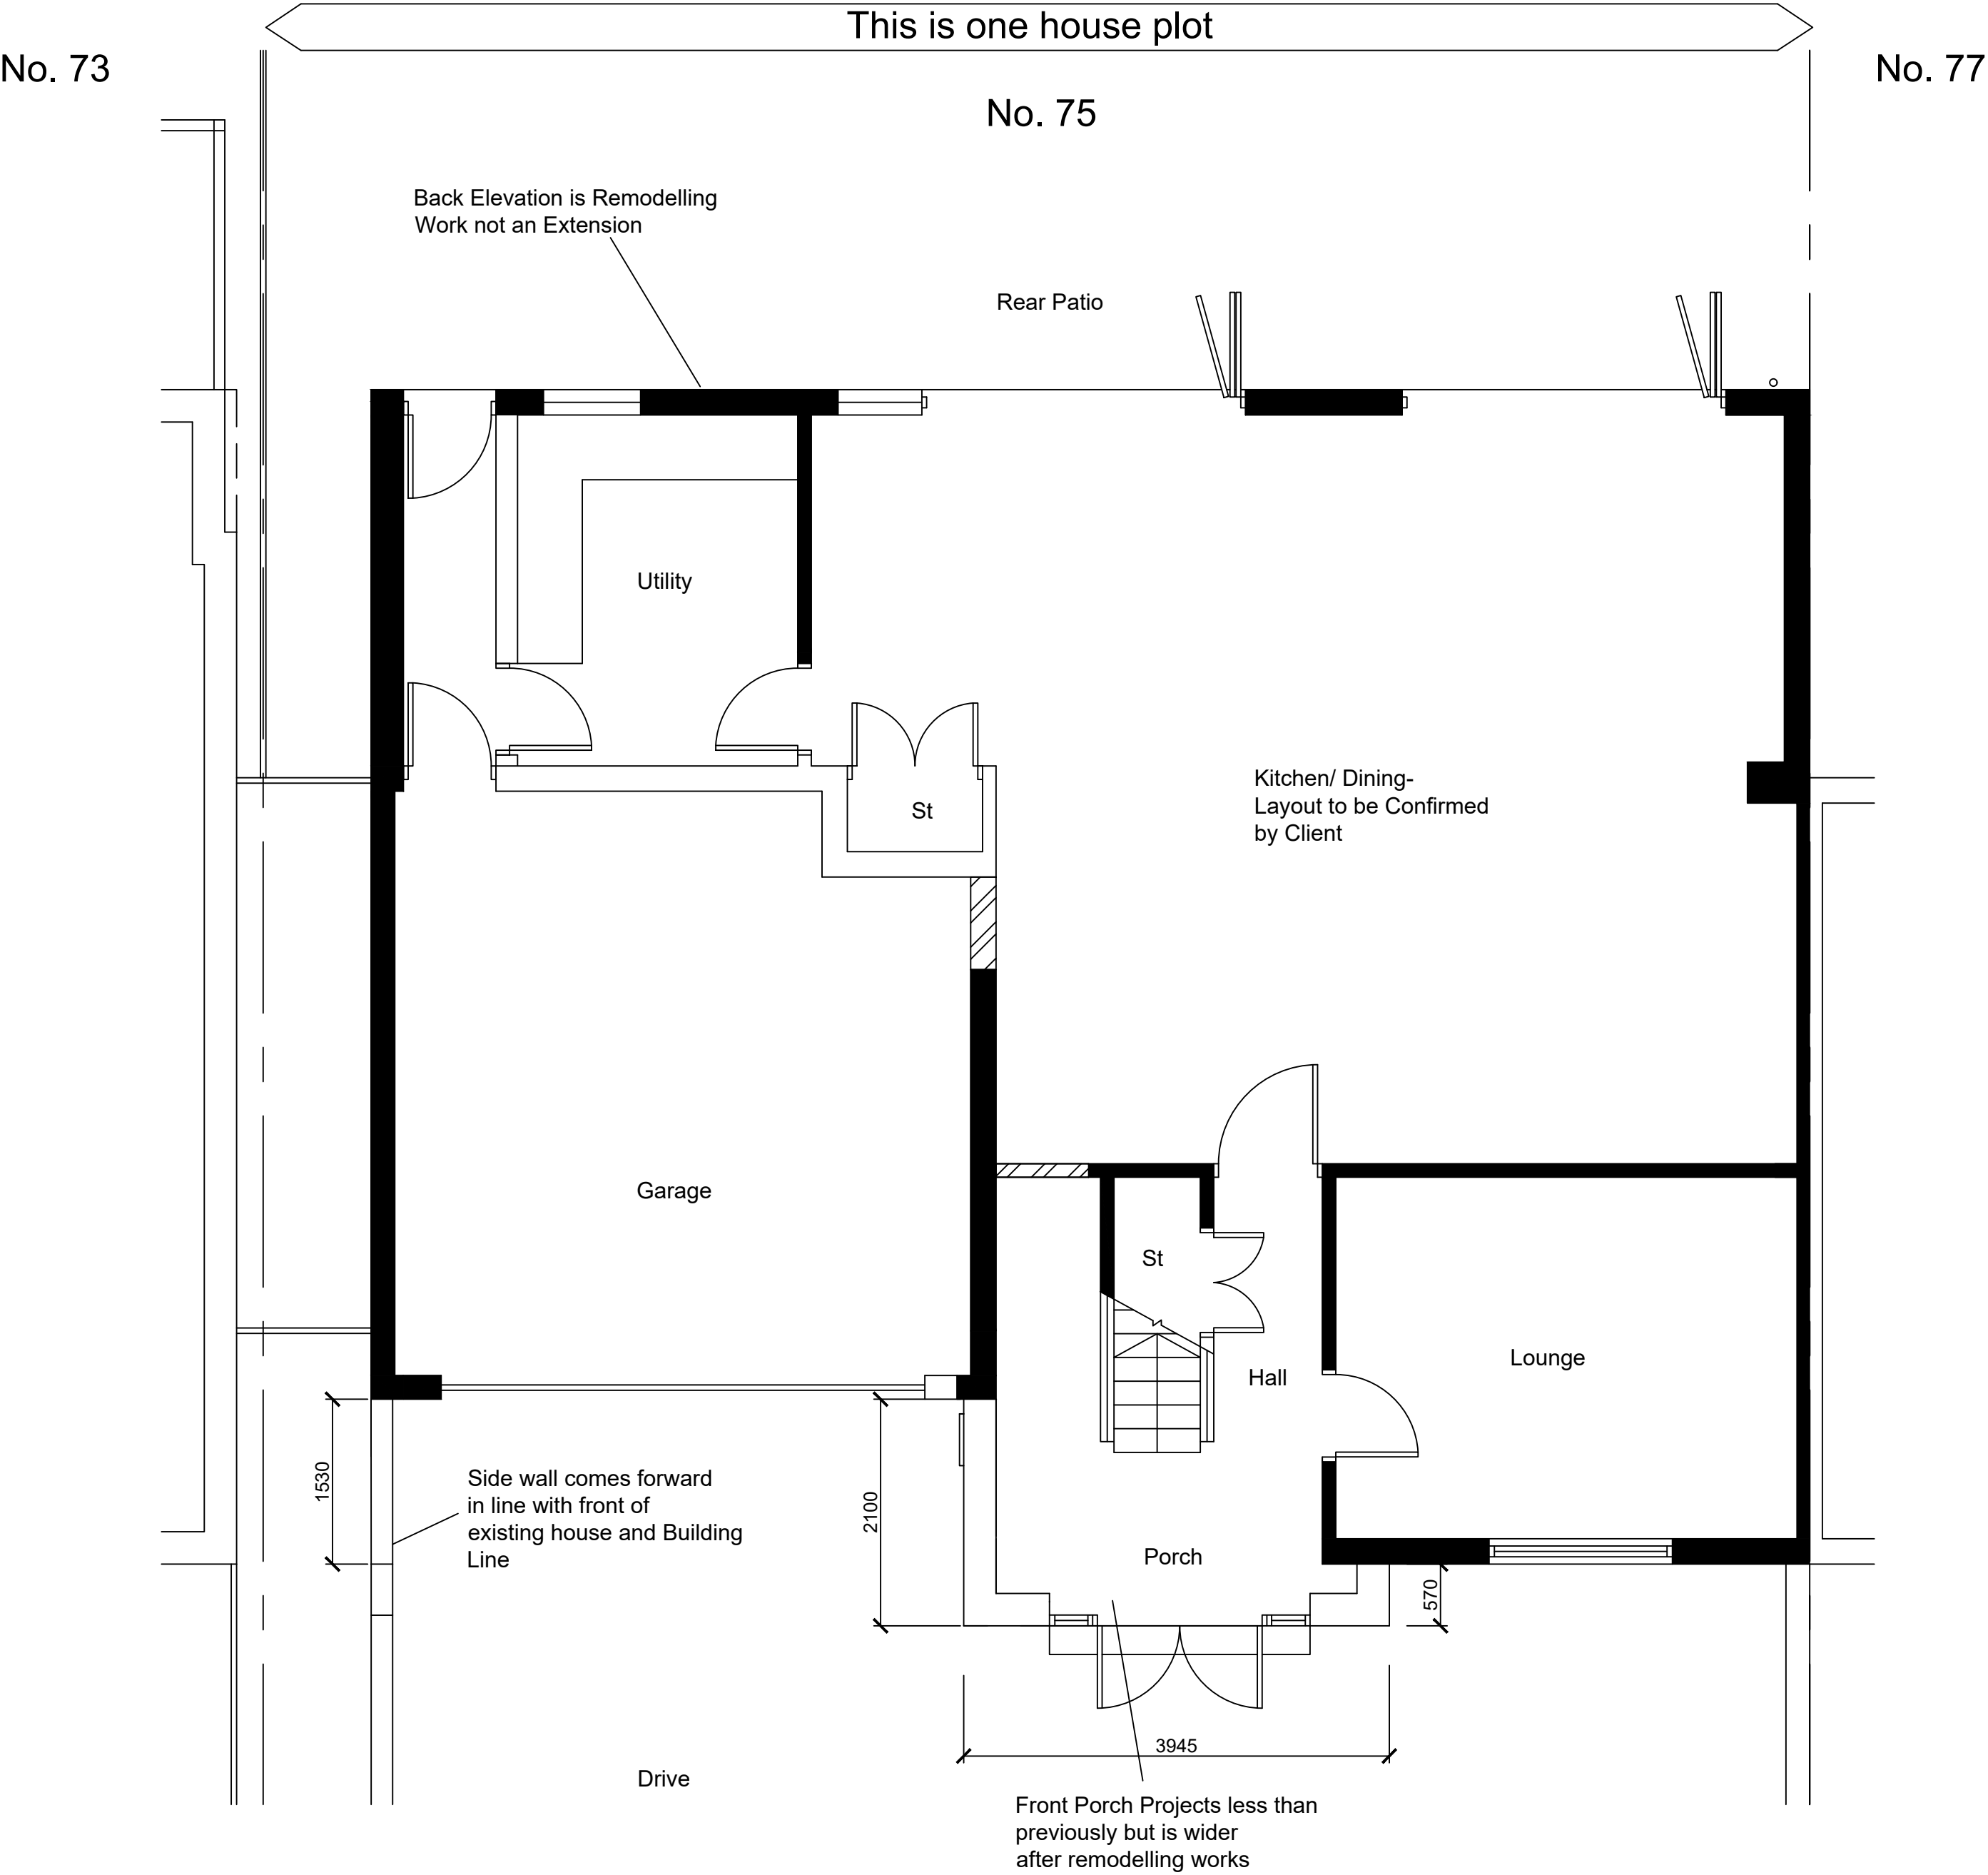 This is one house plot
No. 73
No. 77
No. 75
Back Elevation is Remodelling
Work not an Extension
Rear Patio
Utility
St
Kitchen/ Dining-
Layout to be Confirmed
by Client
Garage
St
Lounge
Hall
1530
Side wall comes forward
in line with front of
existing house and Building
Line
2100
Porch
570
3945
Drive
Front Porch Projects less than
previously but is wider
after remodelling works